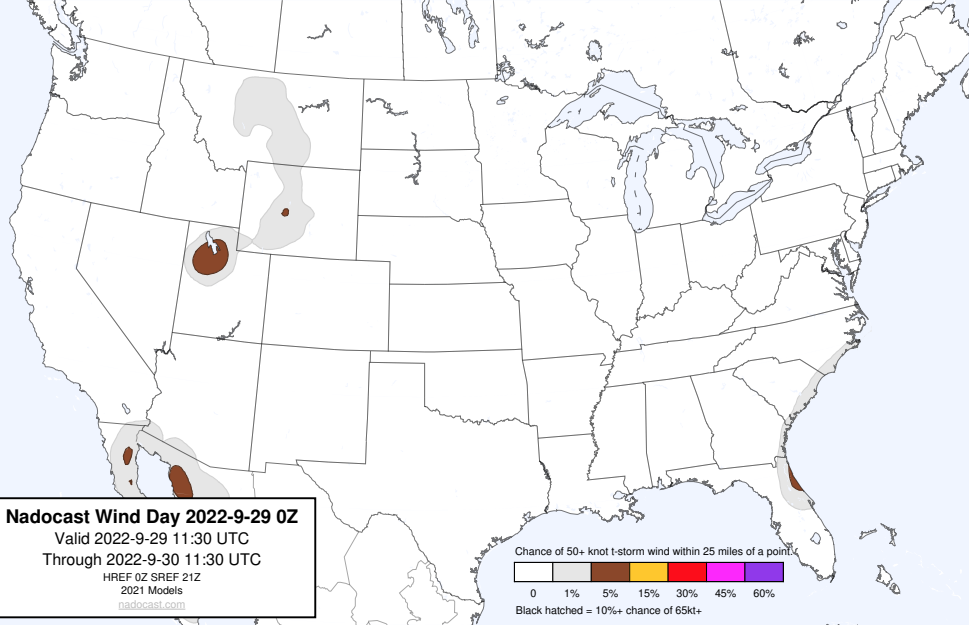 Nadocast Wind Day 2022-9-29 0Z
Valid 2022-9-29 11:30 UTC
Through 2022-9-30 11:30 UTC
HREF 0Z SREF 21Z
2021 Models
nadocast.com
Chance of 50+ knot t-storm wind within 25 miles of a point.
0 1% 5% 15% 30% 45% 60%
Black hatched = 10%+ chance of 65kt+